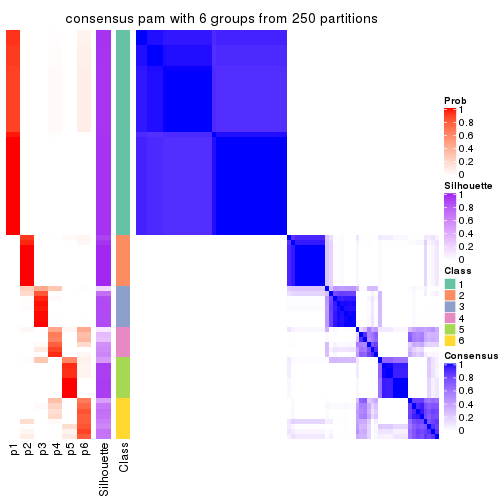 consensus pam with 6 groups from 250 partitions
Prob
1
0.8
0.6
0.4
0.2
0
Silhouette
1
0.8
0.6
0.4
0.2
0
Class
1
2
3
4
5
6
Consensus
1
0.8
0.6
0.4
0.2
0
p1
p2
p3
p4
p5
p6
Silhouette
Class